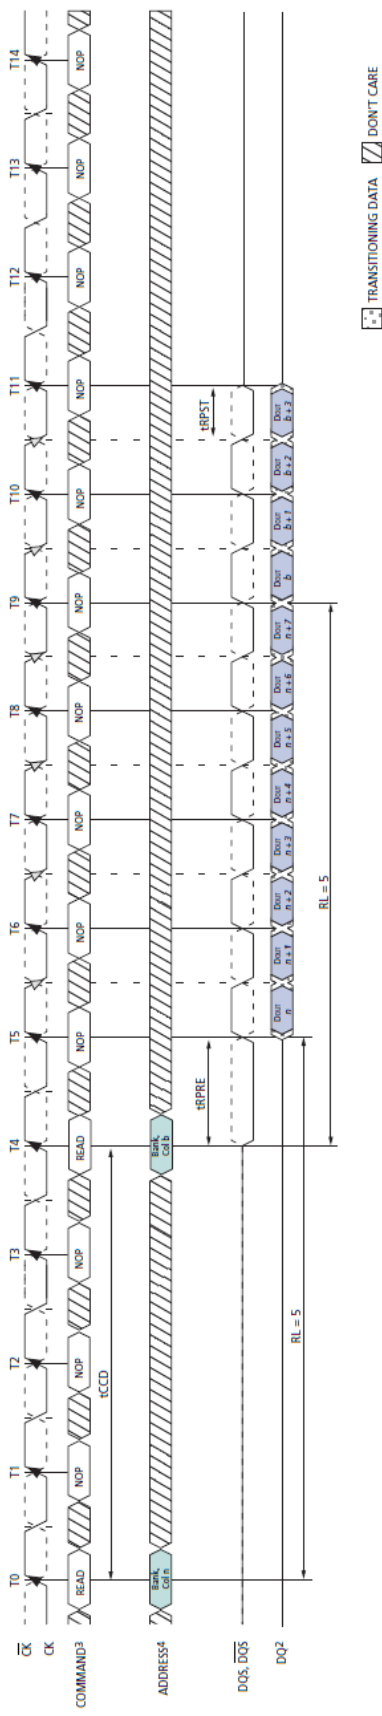 T0 T1 T2 T3 T4 T5 T6 T7 T8 T9 T10 T11 T12 T13 T14
CK
CK
COMMAND3 READ NOP NOP NOP READ NOP NOP NOP NOP NOP NOP NOP NOP NOP NOP
tCCD
ADDRESS4 Bank, Col n Bank, Col b
tRPRE tRPST
DQS, DQS
DQ2 DOUT n DOUT n + 1 DOUT n + 2 DOUT n + 3 DOUT n + 4 DOUT n + 5 DOUT n + 6 DOUT n + 7 DOUT b DOUT b + 1 DOUT b + 2 DOUT b + 3
RL = 5
RL = 5
TRANSITIONING DATA DON'T CARE